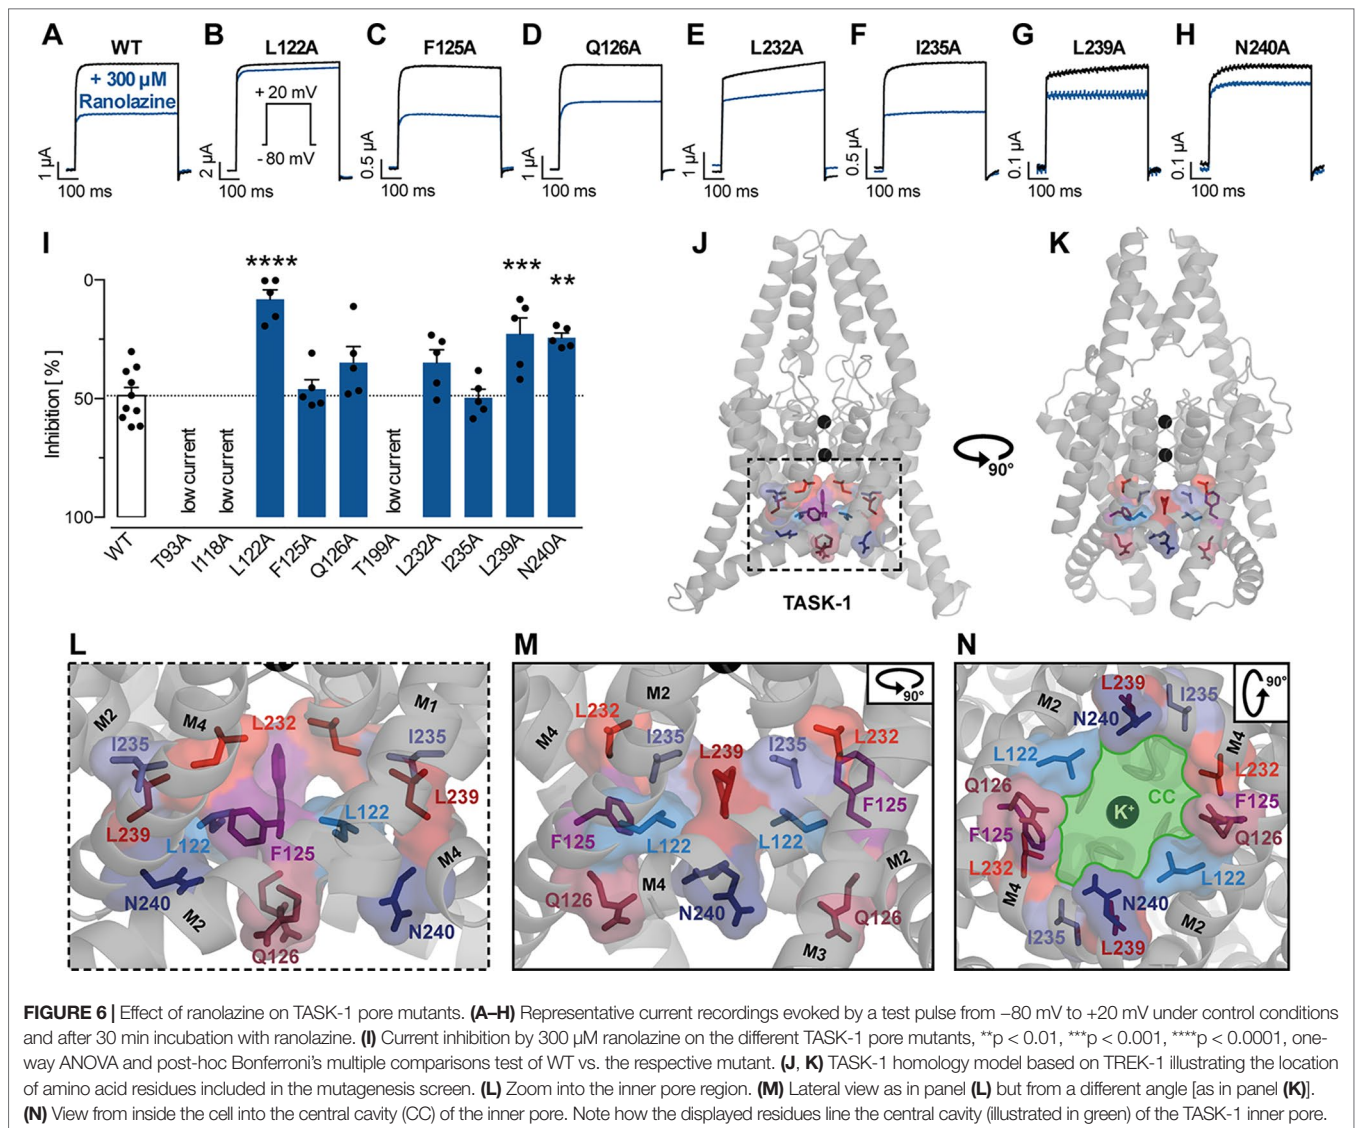 A B C D E F G H
WT L122A F125A Q126A L232A I235A L239A N240A
+ 300 µM
Ranolazine
+ 20 mV
- 80 mV
1 µA 2 µA 0.5 µA 1 µA 1 µA 0.5 µA 0.1 µA 0.1 µA
100 ms 100 ms 100 ms 100 ms 100 ms 100 ms 100 ms 100 ms
I
**** *** **
0
50
100
Inhibition [ % ]
low current low current low current
WT T93A I118A L122A F125A Q126A T199A L232A I235A L239A N240A
J K
90°
TASK-1
L
M2 M4 L232 M1
I235 I235
L239 L122 F125 L122 L239
M4
N240 M2 N240
Q126
M
M2
90°
L232 M4 I235 L239 I235 L232
F125
F125 L122 L122
M2
Q126 M4 N240 Q126
M3
N
90°
L239 I235
M2 N240
L122 M4
L232
Q126 CC F125
F125 K+ Q126
L232 L122
M4 N240
I235 M2
L239
FIGURE 6 | Effect of ranolazine on TASK-1 pore mutants. (A–H) Representative current recordings evoked by a test pulse from −80 mV to +20 mV under control conditions
and after 30 min incubation with ranolazine. (I) Current inhibition by 300 µM ranolazine on the different TASK-1 pore mutants, **p < 0.01, ***p < 0.001, ****p < 0.0001, one-
way ANOVA and post-hoc Bonferroni's multiple comparisons test of WT vs. the respective mutant. (J, K) TASK-1 homology model based on TREK-1 illustrating the location
of amino acid residues included in the mutagenesis screen. (L) Zoom into the inner pore region. (M) Lateral view as in panel (L) but from a different angle [as in panel (K)].
(N) View from inside the cell into the central cavity (CC) of the inner pore. Note how the displayed residues line the central cavity (illustrated in green) of the TASK-1 inner pore.